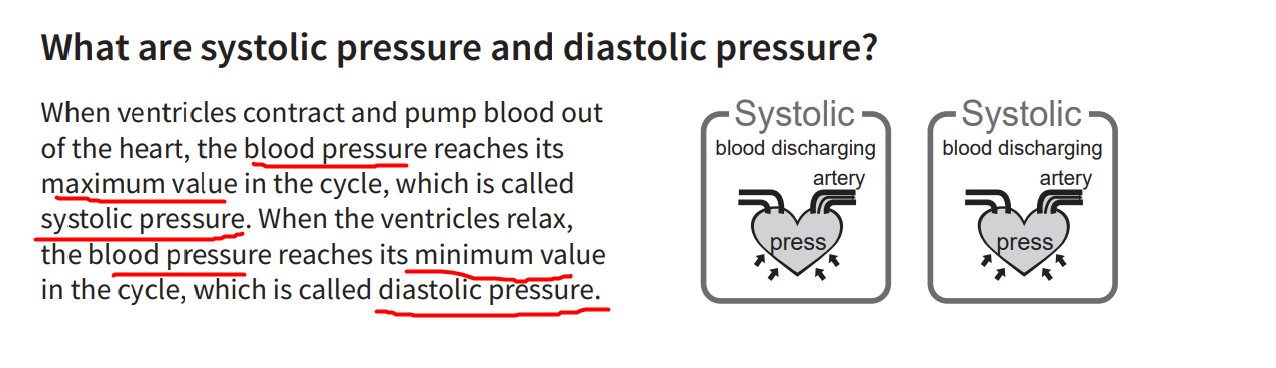 What are systolic pressure and diastolic pressure?
When ventricles contract and pump blood out
of the heart, the blood pressure reaches its
maximum value in the cycle, which is called
systolic pressure. When the ventricles relax,
the blood pressure reaches its minimum value
in the cycle, which is called diastolic pressure.
Systolic
blood discharging
artery
press
Systolic
blood discharging
artery
press